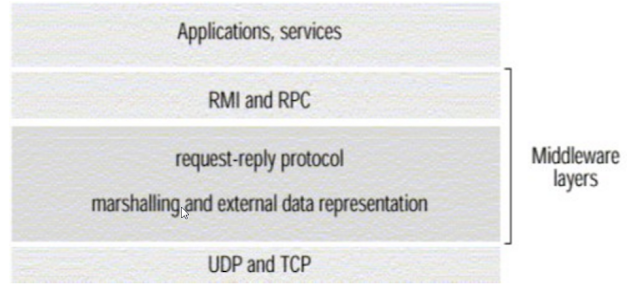 Applications, services
RMI and RPC
request-reply protocol
marshalling and external data representation
Middleware
layers
UDP and TCP